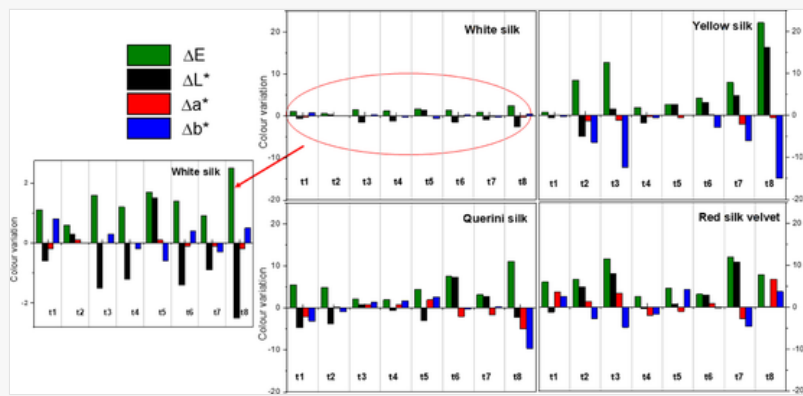 ΔE
ΔL*
Δa*
Δb*
White silk
Colour variation
20
10
0
-10
-20
t1 t2 t3 t4 t5 t6 t7 t8
Yellow silk
20
10
0
-10
-20
t1 t2 t3 t4 t5 t6 t7 t8
White silk
Colour variation
2
0
-2
t1 t2 t3 t4 t5 t6 t7 t8
Querini silk
Colour variation
20
10
0
-10
-20
t1 t2 t3 t4 t5 t6 t7 t8
Red silk velvet
20
10
0
-10
-20
t1 t2 t3 t4 t5 t6 t7 t8